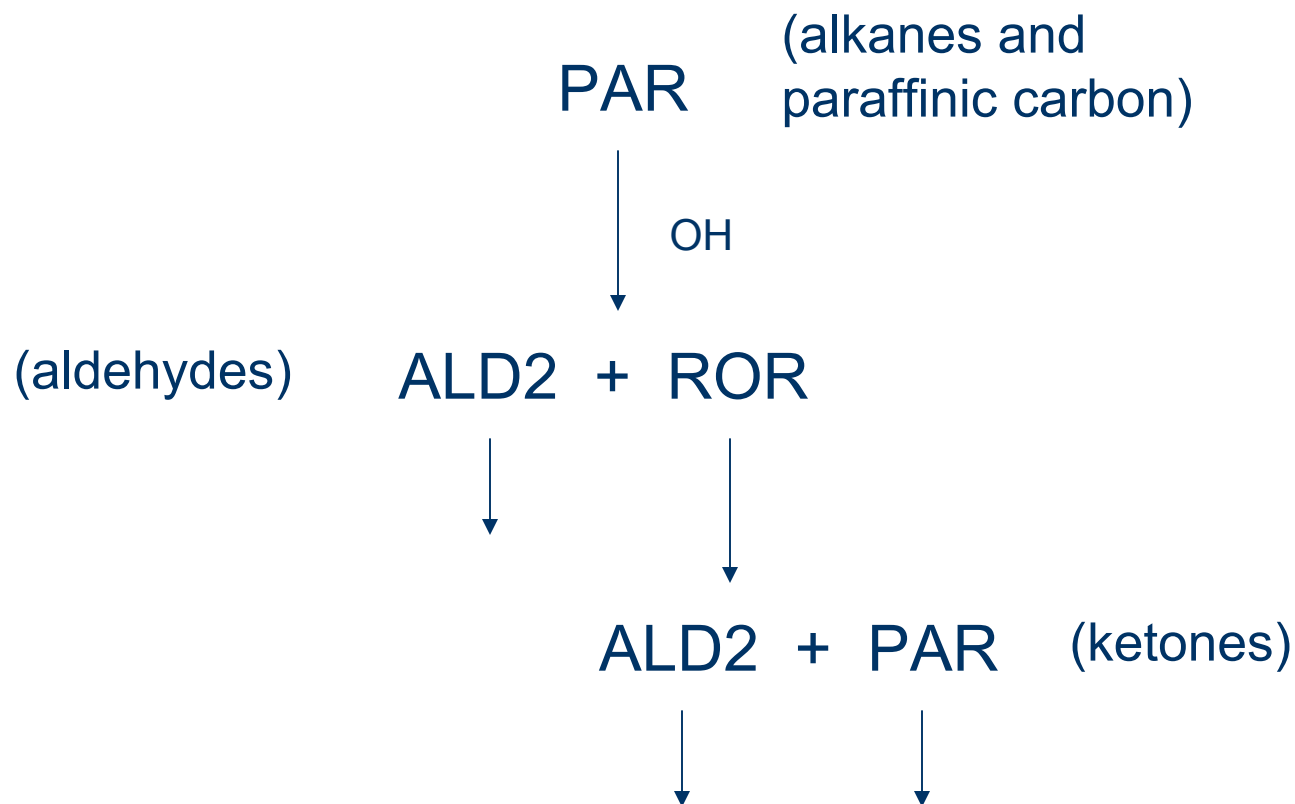 PAR
(alkanes and
paraffinic carbon)
OH
(aldehydes) ALD2 + ROR
ALD2 + PAR (ketones)